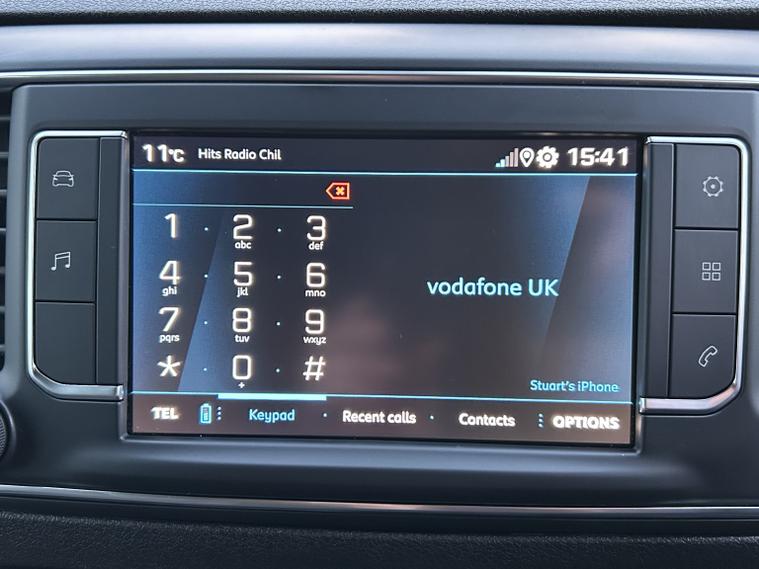 11°C Hits Radio Chil 15:41
1 2 3
abc def
4 5 6
ghi jkl mno
vodafone UK
7 8 9
pqrs tuv wxyz
* 0 #
+
Stuart's iPhone
TEL Keypad Recent calls Contacts OPTIONS